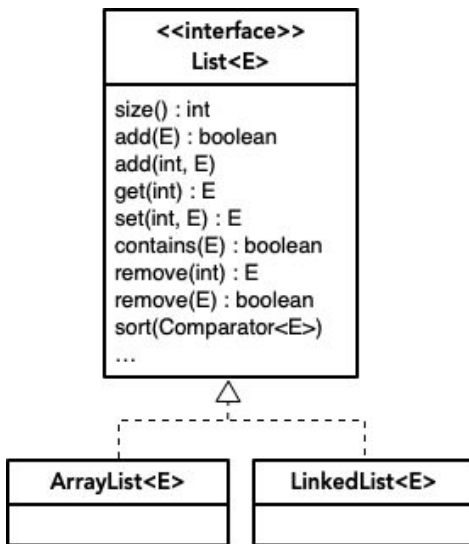 <<interface>>
List<E>
size() : int
add(E) : boolean
add(int, E)
get(int) : E
set(int, E) : E
contains(E) : boolean
remove(int) : E
remove(E) : boolean
sort(Comparator<E>)
...
ArrayList<E>
LinkedList<E>